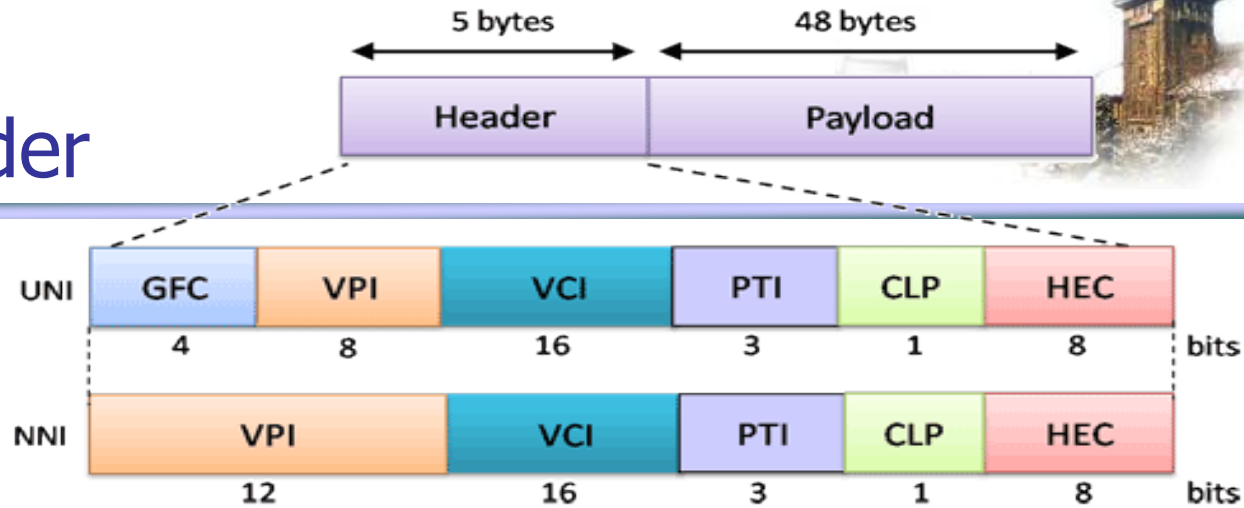 5 bytes 48 bytes
Header Payload
der
UNI GFC VPI VCI PTI CLP HEC
4 8 16 3 1 8 bits
NNI VPI VCI PTI CLP HEC
12 16 3 1 8 bits